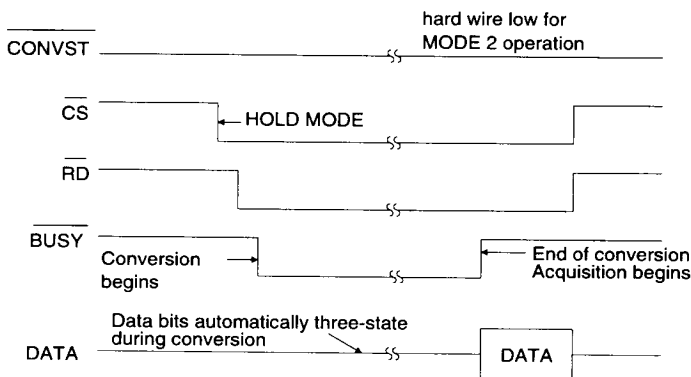 hard wire low for
MODE 2 operation
CONVST
CS
HOLD MODE
RD
BUSY
Conversion
begins
End of conversion
Acquisition begins
Data bits automatically three-state
during conversion
DATA
DATA